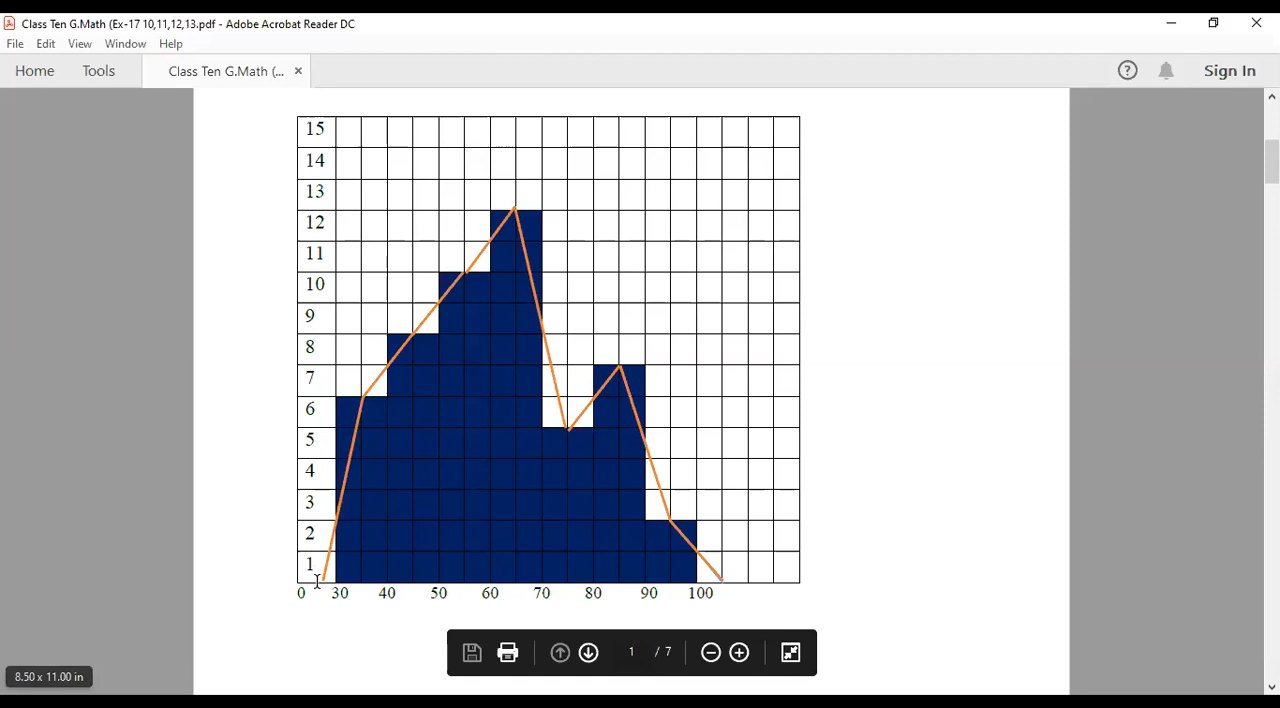 Class Ten G.Math (Ex-17 10,11,12,13.pdf - Adobe Acrobat Reader DC
File Edit View Window Help
Home Tools Class Ten G.Math (... × ? Sign In
15
14
13
12
11
10
9
8
7
6
5
4
3
2
1
0 30 40 50 60 70 80 90 100
1 / 7
8.50 x 11.00 in